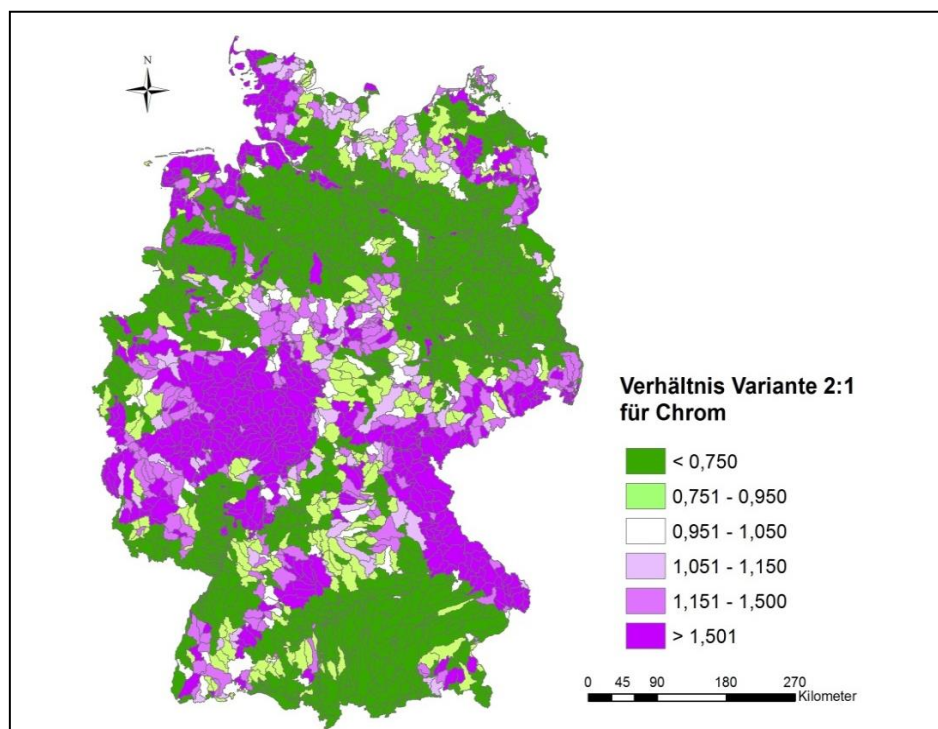 N
Verhältnis Variante 2:1
für Chrom
< 0,750
0,751 - 0,950
0,951 - 1,050
1,051 - 1,150
1,151 - 1,500
> 1,501
0 45 90 180 270
Kilometer